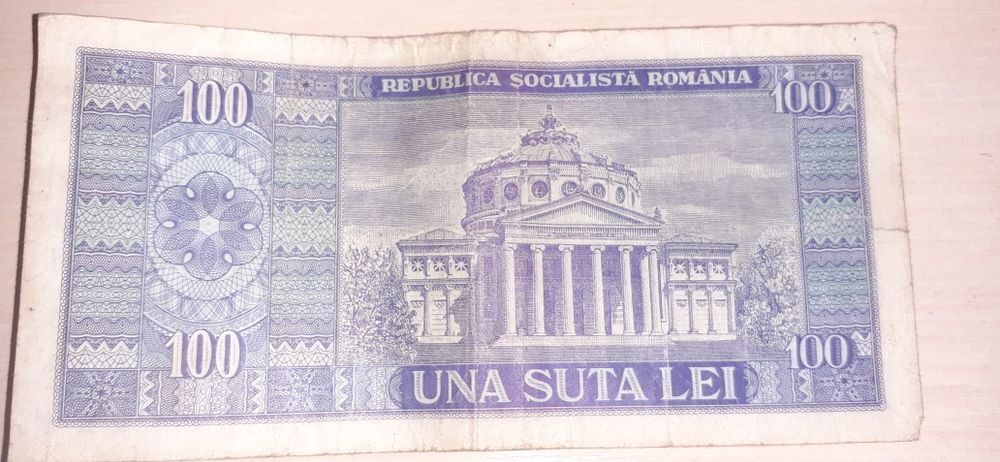 100
REPUBLICA SOCIALISTĂ ROMÂNIA
100
100
UNA SUTA LEI
100